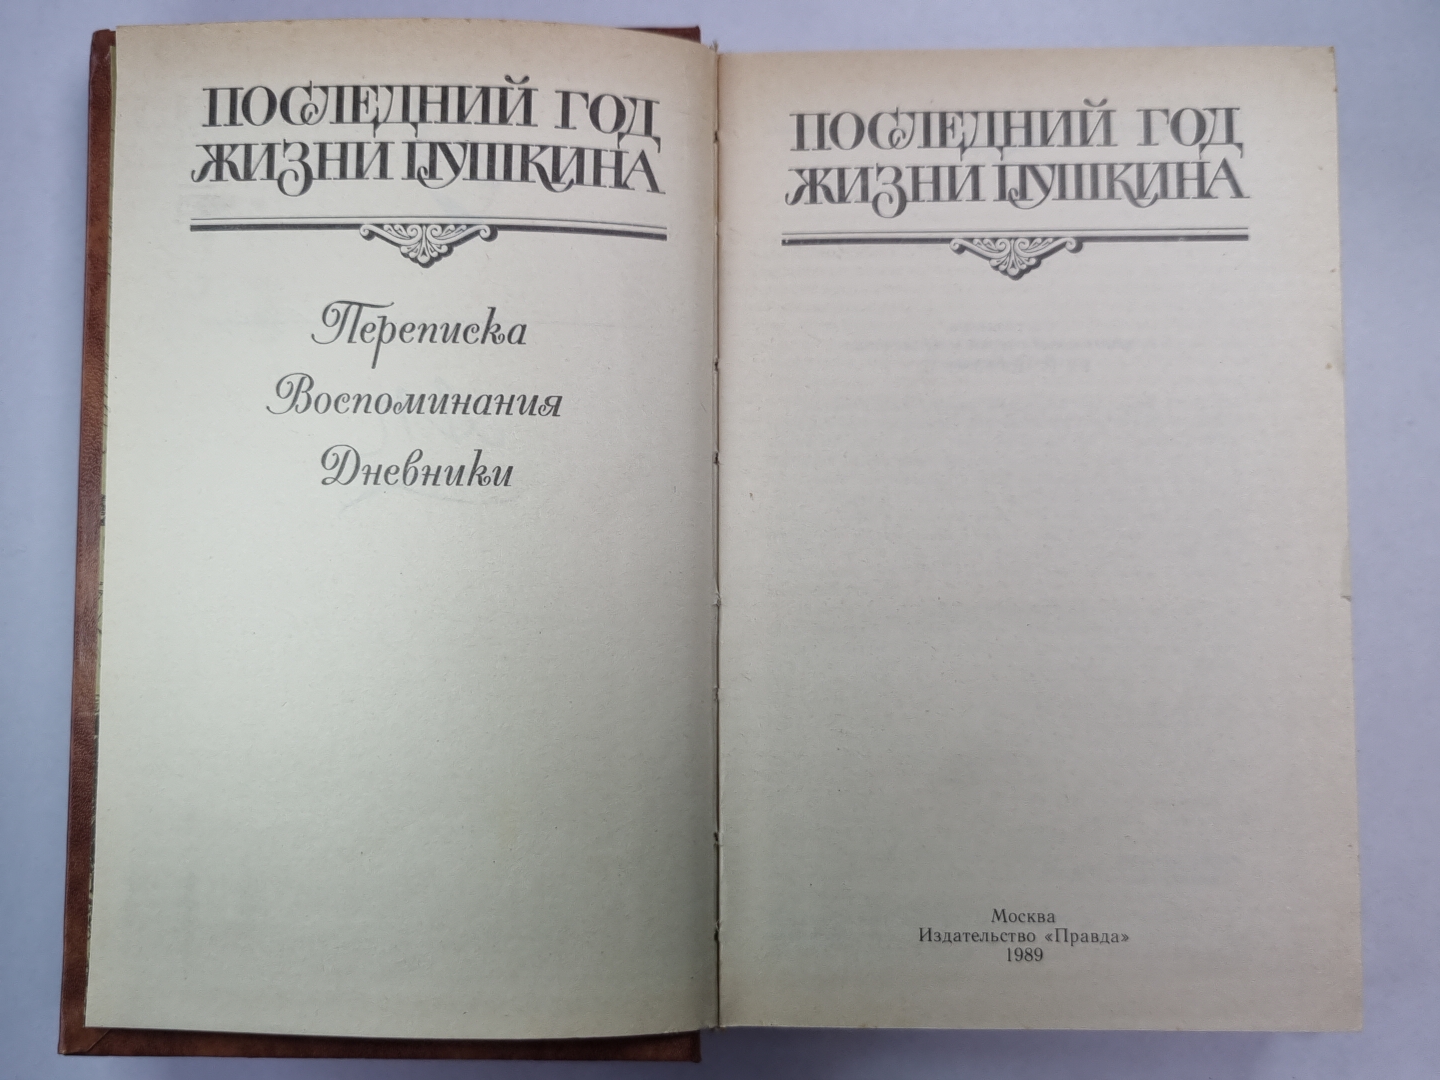 ПОСЛЕДНИЙ ГОД
ЖИЗНИ ПУШКИНА
Переписка
Воспоминания
Дневники
ПОСЛЕДНИЙ ГОД
ЖИЗНИ ПУШКИНА
Москва
Издательство «Правда»
1989